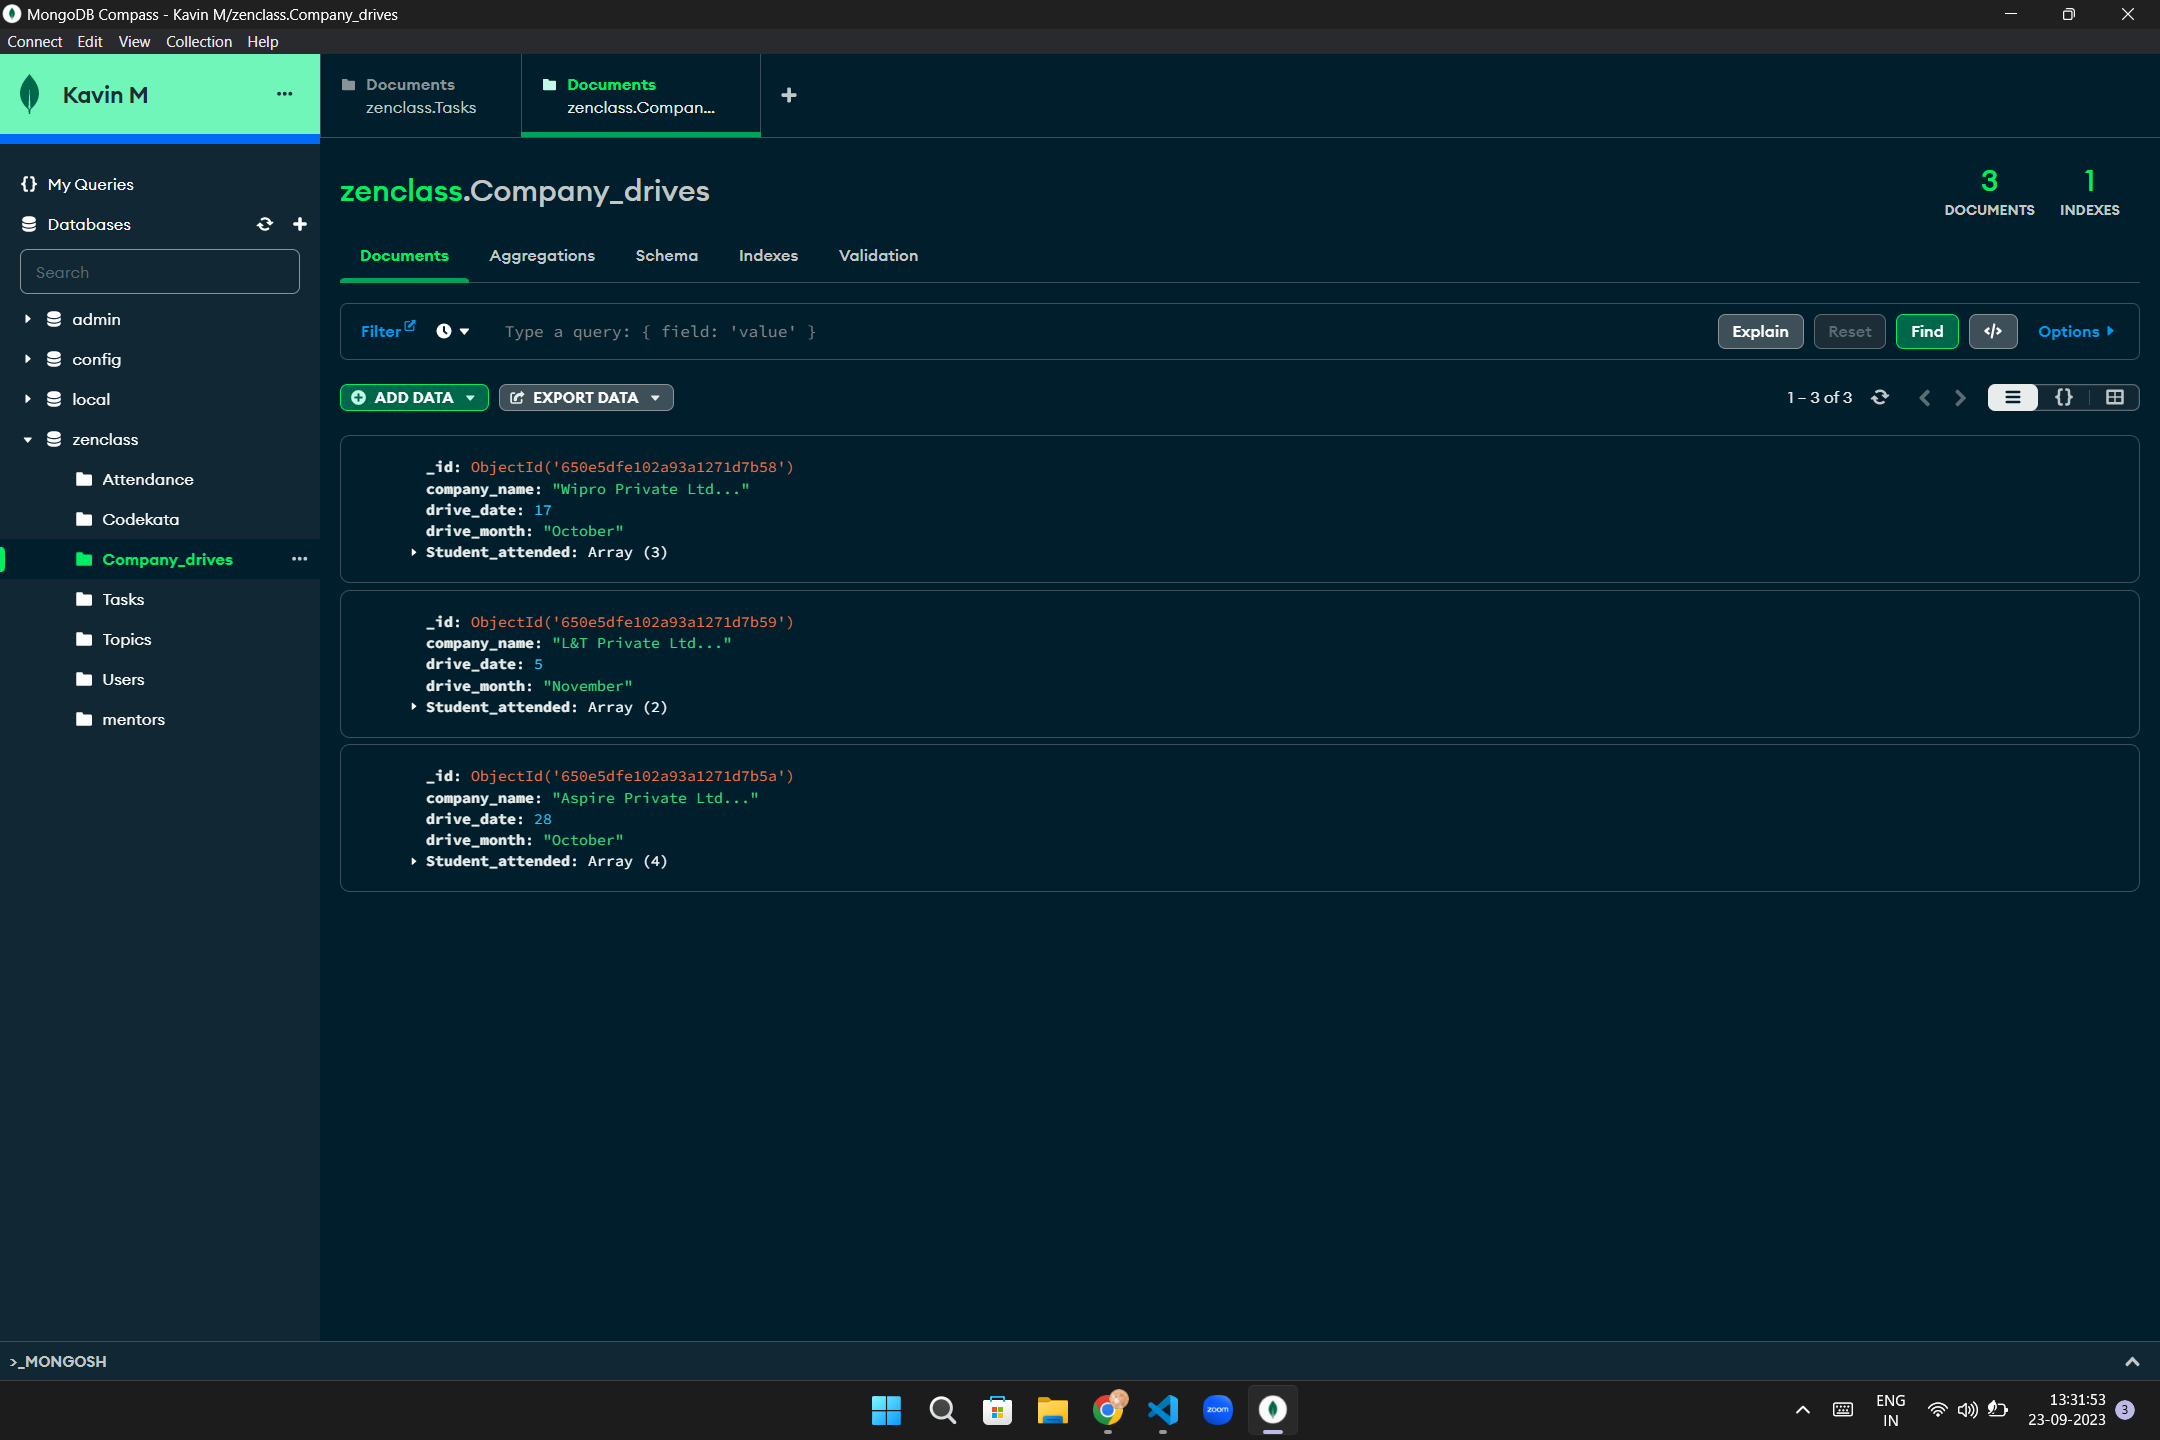 MongoDB Compass - Kavin M/zenclass.Company_drives
Connect Edit View Collection Help
Kavin M
Documents
zenclass.Tasks
Documents
zenclass.Compan...
My Queries
Databases
Search
admin
config
local
zenclass
Attendance
Codekata
Company_drives
Tasks
Topics
Users
mentors
zenclass.Company_drives
3
DOCUMENTS
1
INDEXES
Documents Aggregations Schema Indexes Validation
Filter Type a query: { field: 'value' } Explain Reset Find </> Options
ADD DATA EXPORT DATA 1 – 3 of 3 {}
_id: ObjectId('650e5dfe102a93a1271d7b58')
company_name: "Wipro Private Ltd..."
drive_date: 17
drive_month: "October"
Student_attended: Array (3)
_id: ObjectId('650e5dfe102a93a1271d7b59')
company_name: "L&T Private Ltd..."
drive_date: 5
drive_month: "November"
Student_attended: Array (2)
_id: ObjectId('650e5dfe102a93a1271d7b5a')
company_name: "Aspire Private Ltd..."
drive_date: 28
drive_month: "October"
Student_attended: Array (4)
>_MONGOSH
zoom
ENG
IN
13:31:53
23-09-2023
3